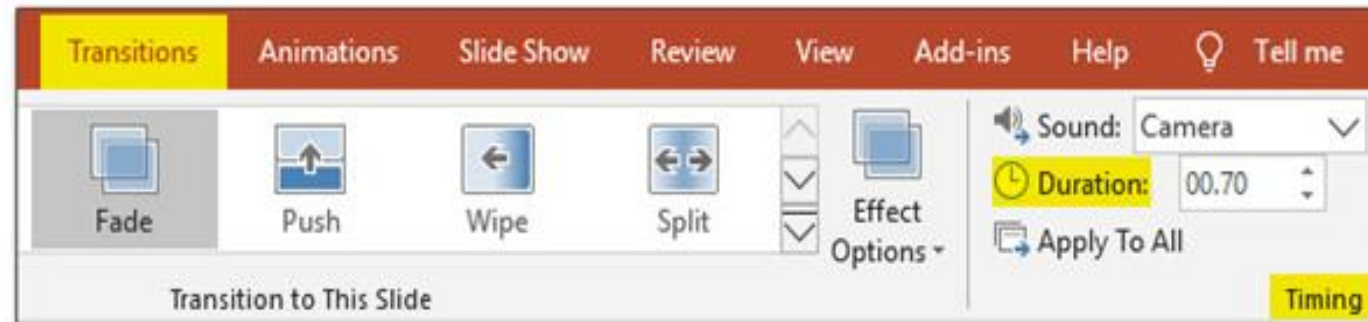 Transitions Animations Slide Show Review View Add-ins Help Tell me
Fade Push Wipe Split
Effect Options
Sound: Camera
Duration: 00.70
Apply To All
Transition to This Slide Timing